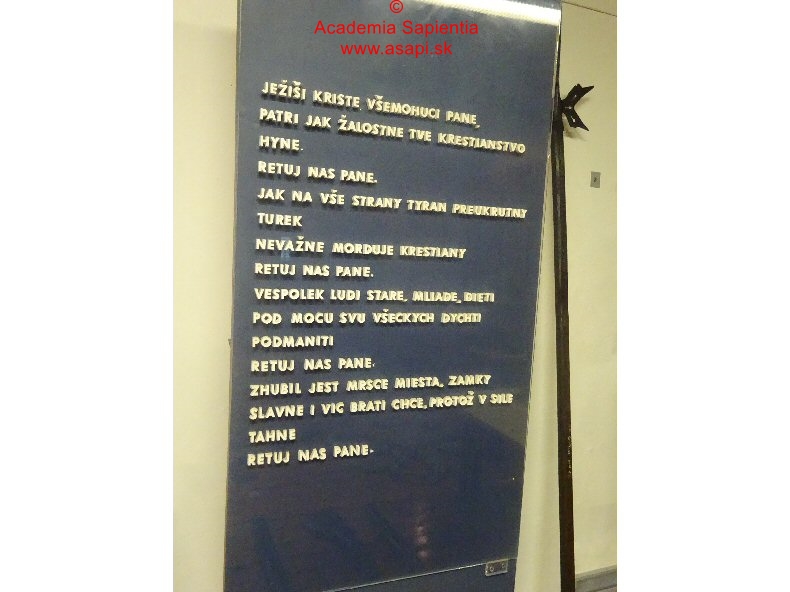 ©
Academia Sapientia
www.asapi.sk
JEŽIŠI KRISTE, VŠEMOHUCI PANE,
PATRI JAK ŽALOSTNE TVE KRESTIANSTVO
HYNE.
RETUJ NAS PANE.
JAK NA VŠE STRANY TYRAN PREUKRUTNY
TUREK
NEVAŽNE MORDUJE KRESTIANY
RETUJ NAS PANE.
VESPOLEK LUDI STARE, MLIADE, DIETI
POD MOCU SVU VŠECKYCH DYCHTI
PODMANITI
RETUJ NAS PANE.
ZHUBIL JEST MRSCE MIESTA, ZAMKY
SLAVNE I VIC BRATI CHCE, PROTOŽ V SILE
TAHNE
RETUJ NAS PANE.